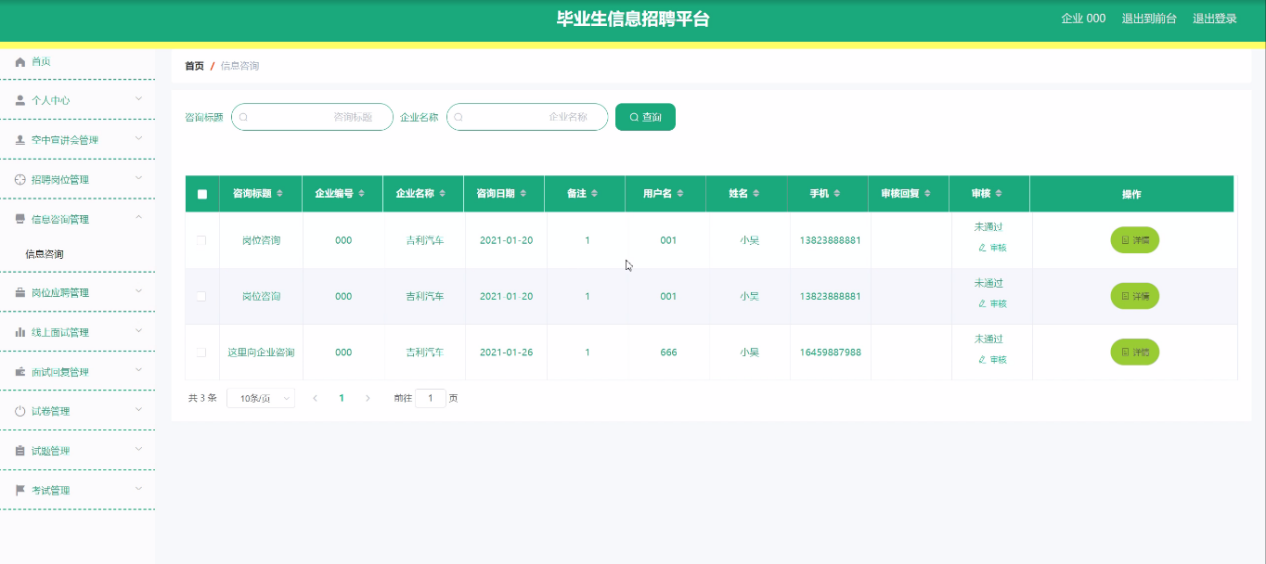 毕业生信息招聘平台
企业 000 退出到前台 退出登录
首页
个人中心
空中宣讲会管理
招聘岗位管理
信息咨询管理
信息咨询
岗位应聘管理
线上面试管理
面试回复管理
试卷管理
试题管理
考试管理
首页 / 信息咨询
咨询标题 咨询标题 企业名称 企业名称 查询
咨询标题 企业编号 企业名称 咨询日期 备注 用户名 姓名 手机 审核回复 审核 操作
岗位咨询 000 吉利汽车 2021-01-20 1 001 小吴 13823888881 未通过 详情
审核
岗位咨询 000 吉利汽车 2021-01-20 1 001 小吴 13823888881 未通过 详情
审核
这里向企业咨询 000 吉利汽车 2021-01-26 1 666 小吴 16459887988 未通过 详情
审核
共 3 条 10条/页 1 前往 1 页